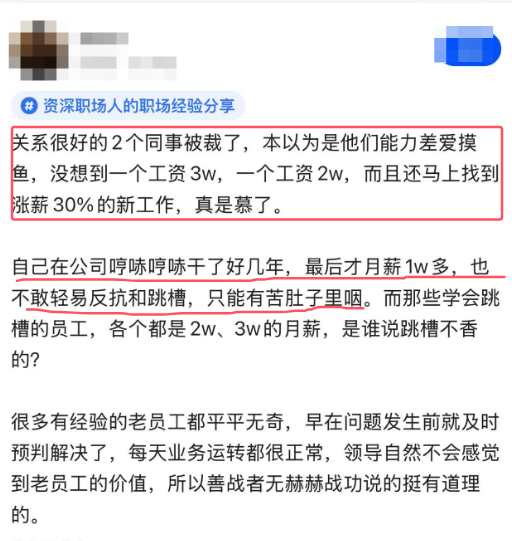 # 资深职场人的职场经验分享
关系很好的2个同事被裁了，本以为是他们能力差爱摸
鱼，没想到一个工资3w，一个工资2w，而且还马上找到
涨薪30%的新工作，真是慕了。
自己在公司哼哧哼哧干了好几年，最后才月薪1w多，也
不敢轻易反抗和跳槽，只能有苦肚子里咽。而那些学会跳
槽的员工，各个都是2w、3w的月薪，是谁说跳槽不香
的?
很多有经验的老员工都平平无奇，早在问题发生前就及时
预判解决了，每天业务运转都很正常，领导自然不会感觉
到老员工的价值，所以善战者无赫赫战功说的挺有道理
的。